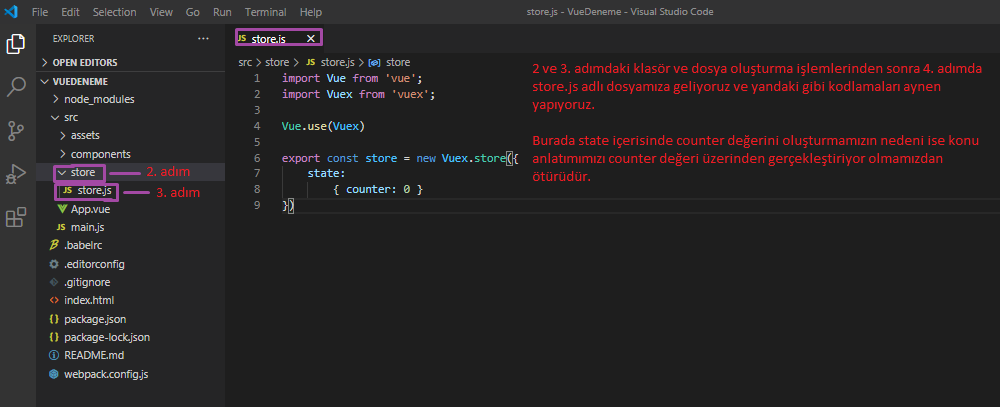 File Edit Selection View Go Run Terminal Help
store.js - VueDeneme - Visual Studio Code
EXPLORER
OPEN EDITORS
VUEDENEME
node_modules
src
assets
components
store
2. adım
store.js
3. adım
App.vue
main.js
.babelrc
.editorconfig
.gitignore
index.html
package.json
package-lock.json
README.md
webpack.config.js
store.js
src > store > store.js > store
1 import Vue from 'vue';
2 import Vuex from 'vuex';
3
4 Vue.use(Vuex)
5
6 export const store = new Vuex.store({
7 state:
8 { counter: 0 }
9 })
2 ve 3. adımdaki klasör ve dosya oluşturma işlemlerinden sonra 4. adımda
store.js adlı dosyamıza geliyoruz ve yandaki gibi kodlamaları aynen
yapıyoruz.
Burada state içerisinde counter değerini oluşturmamızın nedeni ise konu
anlatımımızı counter değeri üzerinden gerçekleştiriyor olmamızdan
ötürüdür.